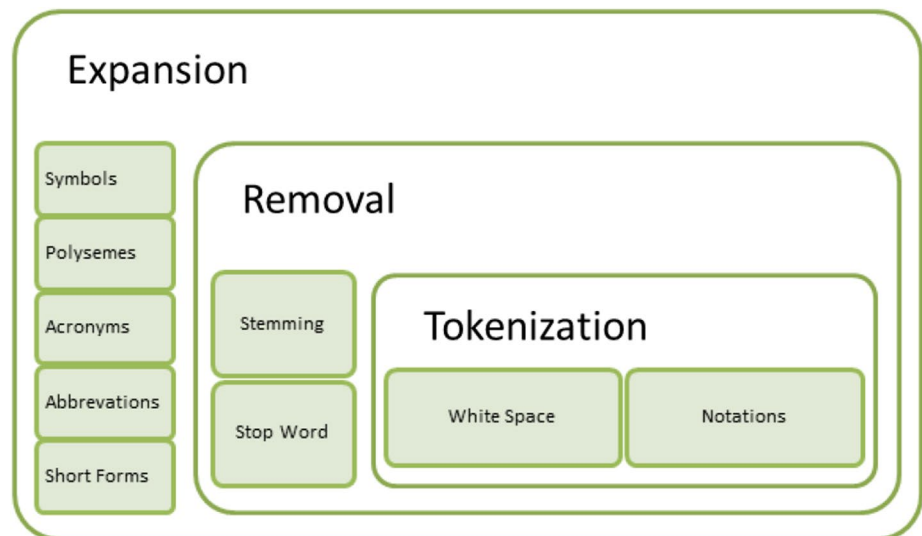 Expansion
Symbols
Polysemes
Acronyms
Abbrevations
Short Forms
Removal
Stemming
Stop Word
Tokenization
White Space
Notations